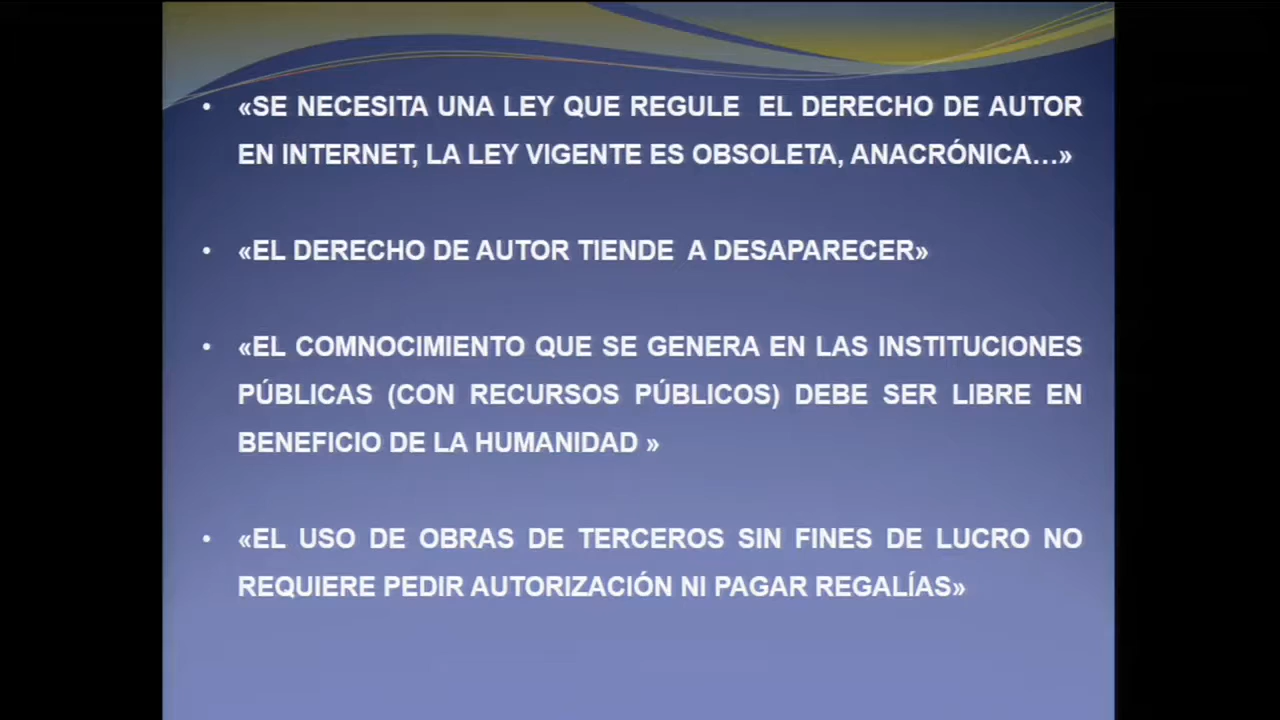 • «SE NECESITA UNA LEY QUE REGULE EL DERECHO DE AUTOR
EN INTERNET, LA LEY VIGENTE ES OBSOLETA, ANACRÓNICA...»
• «EL DERECHO DE AUTOR TIENDE A DESAPARECER»
• «EL COMNOCIMIENTO QUE SE GENERA EN LAS INSTITUCIONES
PÚBLICAS (CON RECURSOS PÚBLICOS) DEBE SER LIBRE EN
BENEFICIO DE LA HUMANIDAD »
• «EL USO DE OBRAS DE TERCEROS SIN FINES DE LUCRO NO
REQUIERE PEDIR AUTORIZACIÓN NI PAGAR REGALÍAS»